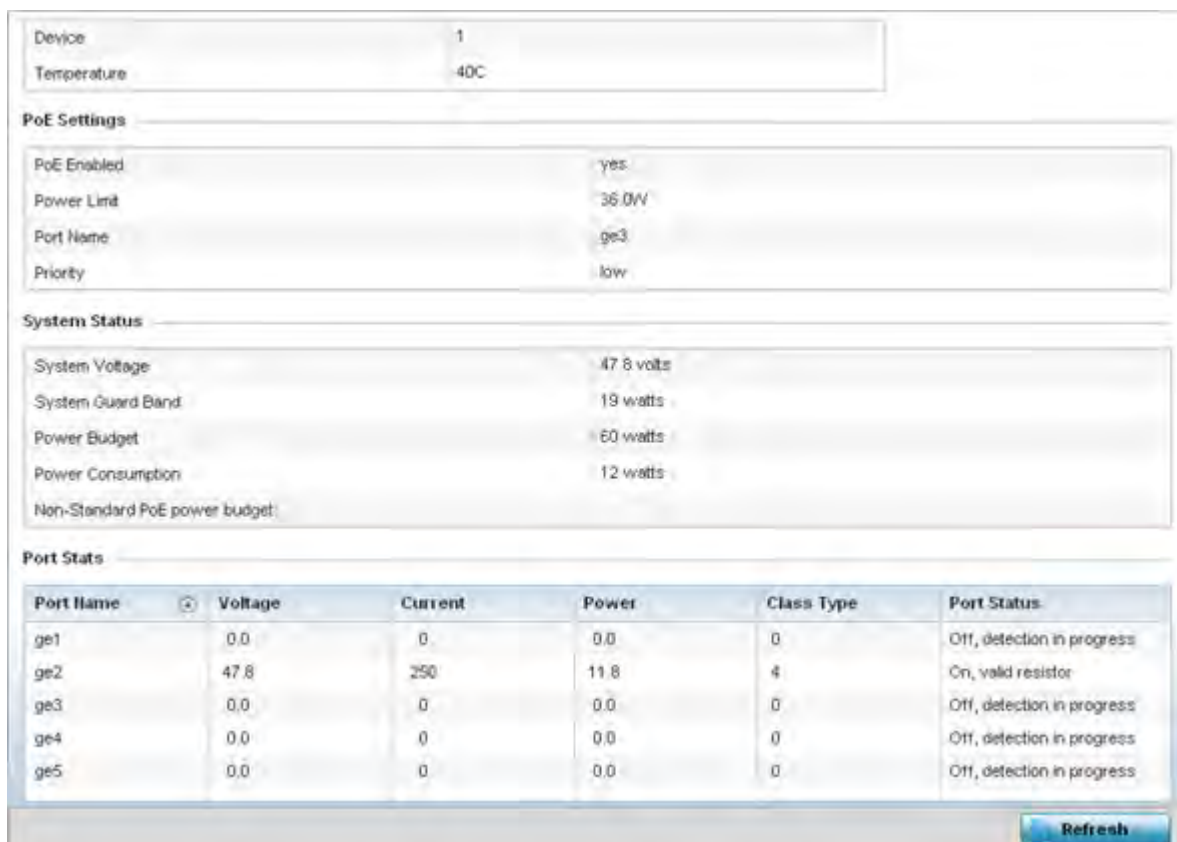 Device 1
Temperature 40C
PoE Settings
PoE Enabled yes
Power Limit 36.0W
Port Name ge3
Priority low
System Status
System Voltage 47.8 volts
System Guard Band 19 watts
Power Budget 60 watts
Power Consumption 12 watts
Non-Standard PoE power budget
Port Stats
Port Name Voltage Current Power Class Type Port Status
ge1 0.0 0 0.0 0 Off, detection in progress
ge2 47.8 250 11.8 4 On, valid resistor
ge3 0.0 0 0.0 0 Off, detection in progress
ge4 0.0 0 0.0 0 Off, detection in progress
ge5 0.0 0 0.0 0 Off, detection in progress
Refresh